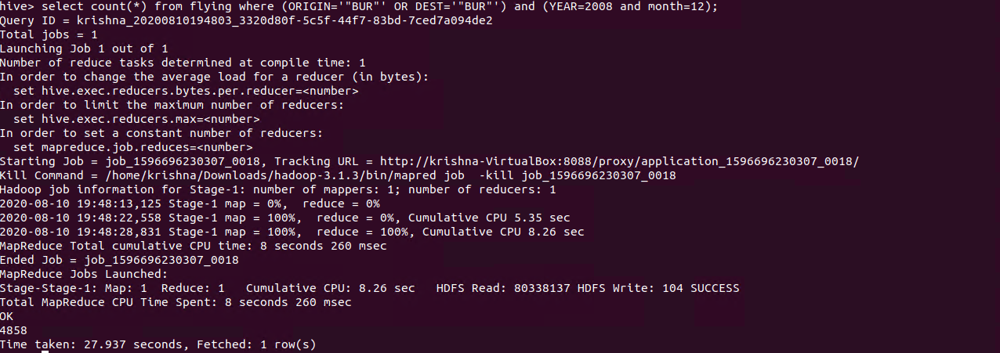 hive> select count(*) from flying where (ORIGIN='"BUR"' OR DEST='"BUR"') and (YEAR=2008 and month=12);
Query ID = krishna_20200810194803_3320d80f-5c5f-44f7-83bd-7ced7a094de2
Total jobs = 1
Launching Job 1 out of 1
Number of reduce tasks determined at compile time: 1
In order to change the average load for a reducer (in bytes):
  set hive.exec.reducers.bytes.per.reducer=<number>
In order to limit the maximum number of reducers:
  set hive.exec.reducers.max=<number>
In order to set a constant number of reducers:
  set mapreduce.job.reduces=<number>
Starting Job = job_1596696230307_0018, Tracking URL = http://krishna-VirtualBox:8088/proxy/application_1596696230307_0018/
Kill Command = /home/krishna/Downloads/hadoop-3.1.3/bin/mapred job  -kill job_1596696230307_0018
Hadoop job information for Stage-1: number of mappers: 1; number of reducers: 1
2020-08-10 19:48:13,125 Stage-1 map = 0%,  reduce = 0%
2020-08-10 19:48:22,558 Stage-1 map = 100%,  reduce = 0%, Cumulative CPU 5.35 sec
2020-08-10 19:48:28,831 Stage-1 map = 100%,  reduce = 100%, Cumulative CPU 8.26 sec
MapReduce Total cumulative CPU time: 8 seconds 260 msec
Ended Job = job_1596696230307_0018
MapReduce Jobs Launched:
Stage-Stage-1: Map: 1  Reduce: 1   Cumulative CPU: 8.26 sec   HDFS Read: 80338137 HDFS Write: 104 SUCCESS
Total MapReduce CPU Time Spent: 8 seconds 260 msec
OK
4858
Time taken: 27.937 seconds, Fetched: 1 row(s)